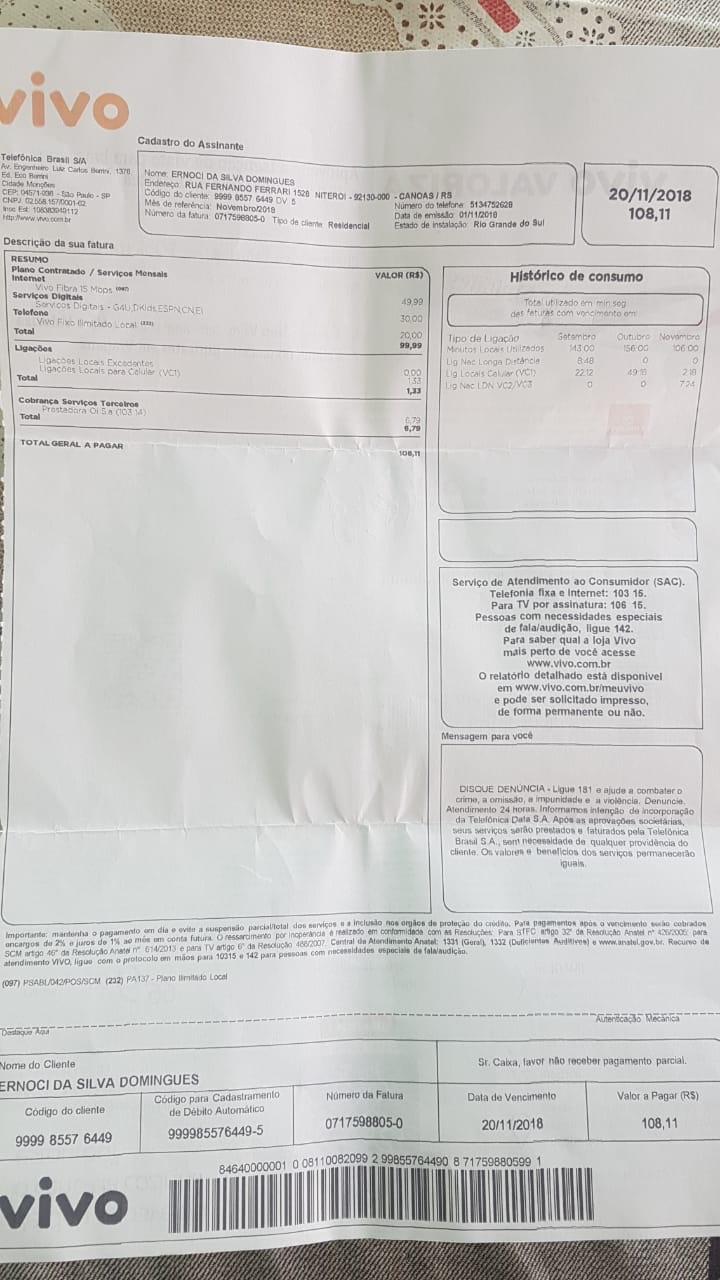 vivo
Cadastro do Assinante
Telefônica Brasil S/A
Av. Engenheiro Luiz Carlos Berrini, 1376
Ed. Eco Berrini
Cidade Monções
CEP: 04571-936 - São Paulo - SP
CNPJ: 02.558.157/0001-62
Insc Est: 108383949112
http://www.vivo.com.br
Nome: ERNOCI DA SILVA DOMINGUES
Endereço: RUA FERNANDO FERRARI 1526 NITEROI - 92130-000 - CANOAS / RS
Código do cliente: 9999 8557 6449 DV 5
Número do telefone: 5134752628
Mês de referência: Novembro/2018
Data de emissão: 01/11/2018
Número da fatura: 0717598805-0 Tipo de cliente: Residencial
Estado de instalação: Rio Grande do Sul
20/11/2018
108,11
Descrição da sua fatura
RESUMO
Plano Contratado / Serviços Mensais VALOR (R$)
Internet
Vivo Fibra 15 Mbps (097) 49,99
Serviços Digitais
Servicos Digitais - G4U,DKids,ESPN,CNEI 30,00
Telefone
Vivo Fixo Ilimitado Local (232) 20,00
Total 99,99
Ligações
Ligações Locais Excedentes 0,00
Ligações Locais para Celular (VC1) 1,33
Total 1,33
Cobrança Serviços Terceiros
Prestadora Oi S.a (103 14) 6,79
Total 6,79
TOTAL GERAL A PAGAR 108,11
Histórico de consumo
Total utilizado em min:seg
das faturas com vencimento em:
Tipo de Ligação Setembro Outubro Novembro
Minutos Locais Utilizados 143:00 156:00 106:00
Lig Nac Longa Distância 8:48 0 0
Lig Locais Celular (VC1) 22:12 49:18 2:18
Lig Nac LDN VC2/VC3 0 0 7:24
Serviço de Atendimento ao Consumidor (SAC).
Telefonia fixa e Internet: 103 15.
Para TV por assinatura: 106 15.
Pessoas com necessidades especiais
de fala/audição, ligue 142.
Para saber qual a loja Vivo
mais perto de você acesse
www.vivo.com.br
O relatório detalhado está disponível
em www.vivo.com.br/meuvivo
e pode ser solicitado impresso,
de forma permanente ou não.
Mensagem para você
DISQUE DENÚNCIA - Ligue 181 e ajude a combater o
crime, a omissão, a impunidade e a violência. Denuncie.
Atendimento 24 horas. Informamos intenção de incorporação
da Telefônica Data S.A. Após as aprovações societárias,
seus serviços serão prestados e faturados pela Telefônica
Brasil S.A., sem necessidade de qualquer providência do
cliente. Os valores e benefícios dos serviços permanecerão
iguais.
Importante: mantenha o pagamento em dia e evite a suspensão parcial/total dos serviços e a inclusão nos orgãos de proteção do crédito. Para pagamentos após o vencimento serão cobrados
encargos de 2% e juros de 1% ao mês em conta futura. O ressarcimento por inoperância é realizado em conformidade com as Resoluções: Para STFC artigo 32º da Resolução Anatel nº 426/2005; para
SCM artigo 46º da Resolução Anatel nº 614/2013 e para TV artigo 6º da Resolução 488/2007. Central de Atendimento Anatel: 1331 (Geral), 1332 (Deficientes Auditivos) e www.anatel.gov.br. Recurso de
atendimento VIVO, ligue com o protocolo em mãos para 10315 e 142 para pessoas com necessidades especiais de fala/audição.
(097) PSABL/042/POS/SCM (232) PA137 - Plano Ilimitado Local
Destaque Aqui
Autenticação Mecânica
Nome do Cliente
ERNOCI DA SILVA DOMINGUES
Sr. Caixa, favor não receber pagamento parcial.
Código do cliente
9999 8557 6449
Código para Cadastramento
de Débito Automático
999985576449-5
Número da Fatura
0717598805-0
Data de Vencimento
20/11/2018
Valor a Pagar (R$)
108,11
84640000001 0 08110082099 2 99855764490 8 71759880599 1
vivo